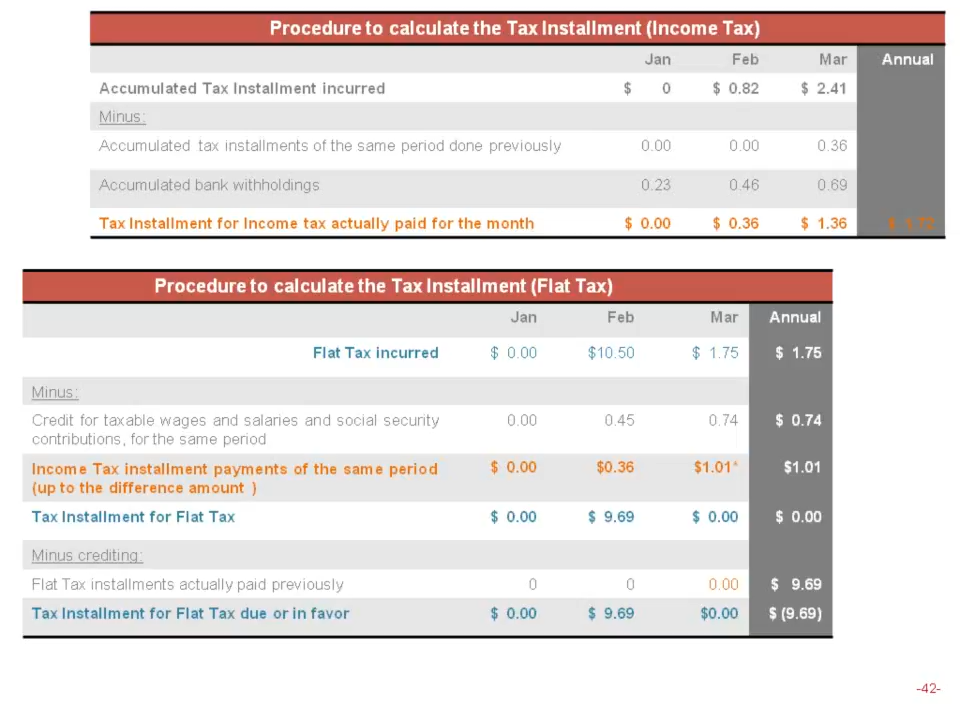 Procedure to calculate the Tax Installment (Income Tax)
Jan Feb Mar Annual
Accumulated Tax Installment incurred $ 0 $ 0.82 $ 2.41
Minus:
Accumulated tax installments of the same period done previously 0.00 0.00 0.36
Accumulated bank withholdings 0.23 0.46 0.69
Tax Installment for Income tax actually paid for the month $ 0.00 $ 0.36 $ 1.36 $ 1.72
Procedure to calculate the Tax Installment (Flat Tax)
Jan Feb Mar Annual
Flat Tax incurred $ 0.00 $10.50 $ 1.75 $ 1.75
Minus:
Credit for taxable wages and salaries and social security 0.00 0.45 0.74 $ 0.74
contributions, for the same period
Income Tax installment payments of the same period $ 0.00 $0.36 $1.01* $1.01
(up to the difference amount )
Tax Installment for Flat Tax $ 0.00 $ 9.69 $ 0.00 $ 0.00
Minus crediting:
Flat Tax installments actually paid previously 0 0 0.00 $ 9.69
Tax Installment for Flat Tax due or in favor $ 0.00 $ 9.69 $0.00 $ (9.69)
-42-